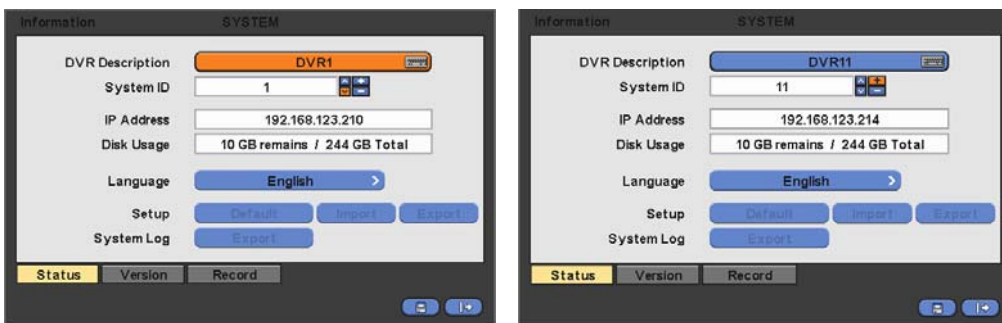 Information SYSTEM
DVR Description DVR1
System ID 1
IP Address 192.168.123.210
Disk Usage 10 GB remains / 244 GB Total
Language English
Setup Default Import Export
System Log Export
Status Version Record
Information SYSTEM
DVR Description DVR11
System ID 11
IP Address 192.168.123.214
Disk Usage 10 GB remains / 244 GB Total
Language English
Setup Default Import Export
System Log Export
Status Version Record